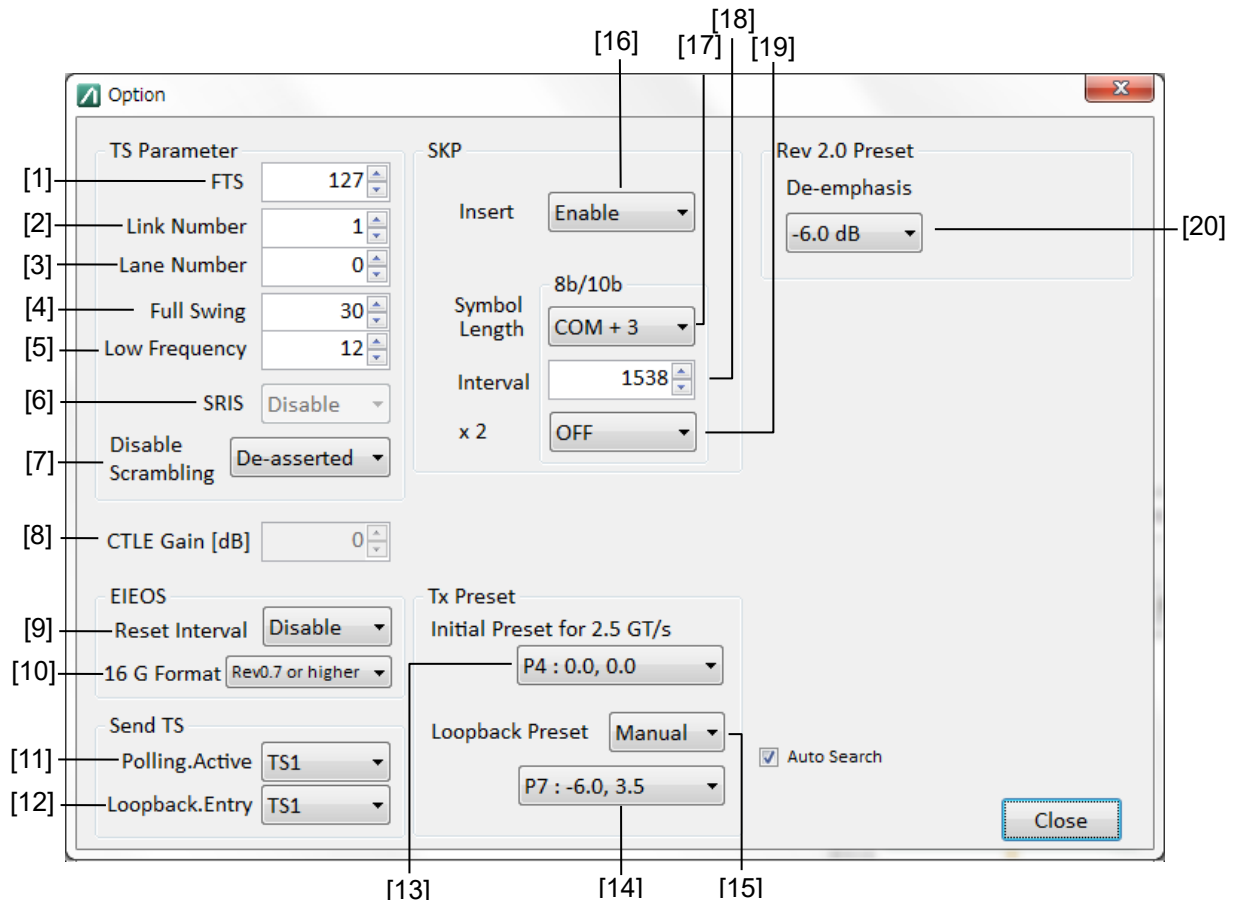 [18]
[16] [17] [19]
Option
TS Parameter
[1] FTS 127
[2] Link Number 1
[3] Lane Number 0
[4] Full Swing 30
[5] Low Frequency 12
[6] SRIS Disable
[7] Disable Scrambling De-asserted
[8] CTLE Gain [dB] 0
EIEOS
[9] Reset Interval Disable
[10] 16 G Format Rev0.7 or higher
Send TS
[11] Polling.Active TS1
[12] Loopback.Entry TS1
SKP
Insert Enable
8b/10b
Symbol Length COM + 3
Interval 1538
x 2 OFF
Tx Preset
Initial Preset for 2.5 GT/s
P4 : 0.0, 0.0
Loopback Preset Manual
P7 : -6.0, 3.5
Rev 2.0 Preset
De-emphasis
-6.0 dB [20]
Auto Search
Close
[13] [14] [15]